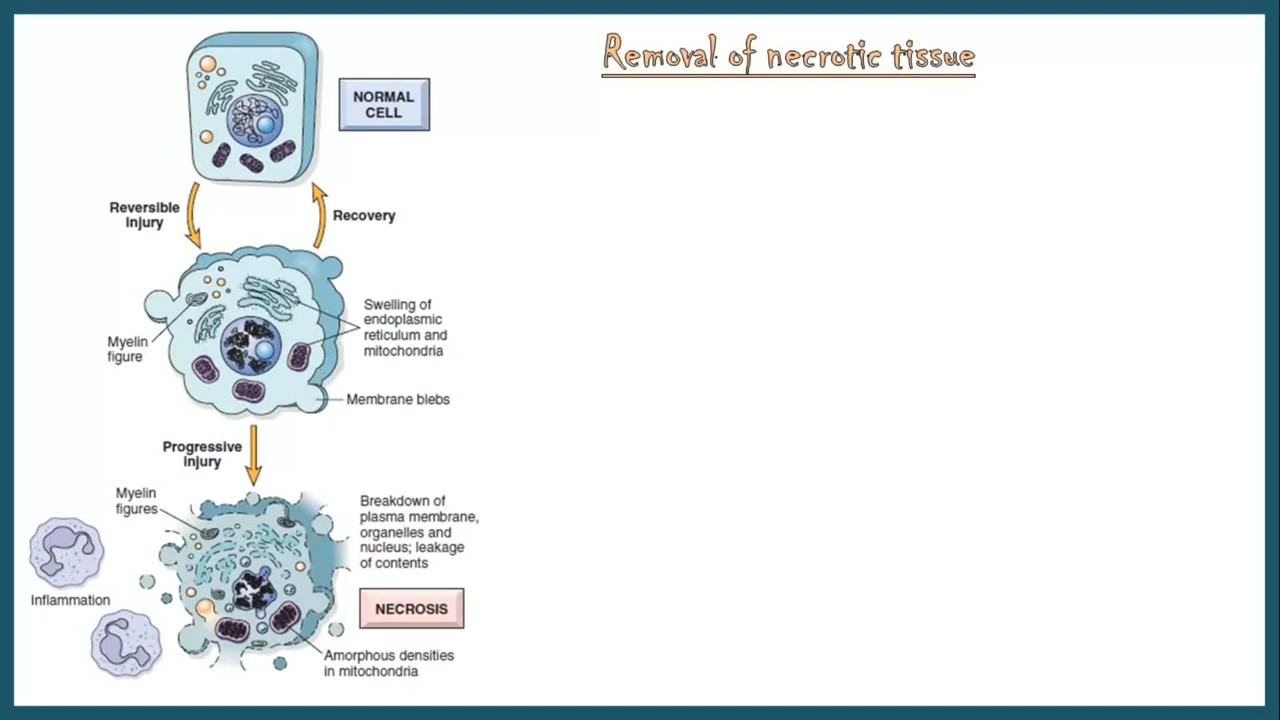 Removal of necrotic tissue
NORMAL
CELL
Reversible
injury
Recovery
Swelling of
endoplasmic
reticulum and
mitochondria
Myelin
figure
Membrane blebs
Progressive
injury
Myelin
figures
Breakdown of
plasma membrane,
organelles and
nucleus; leakage
of contents
Inflammation
NECROSIS
Amorphous densities
in mitochondria